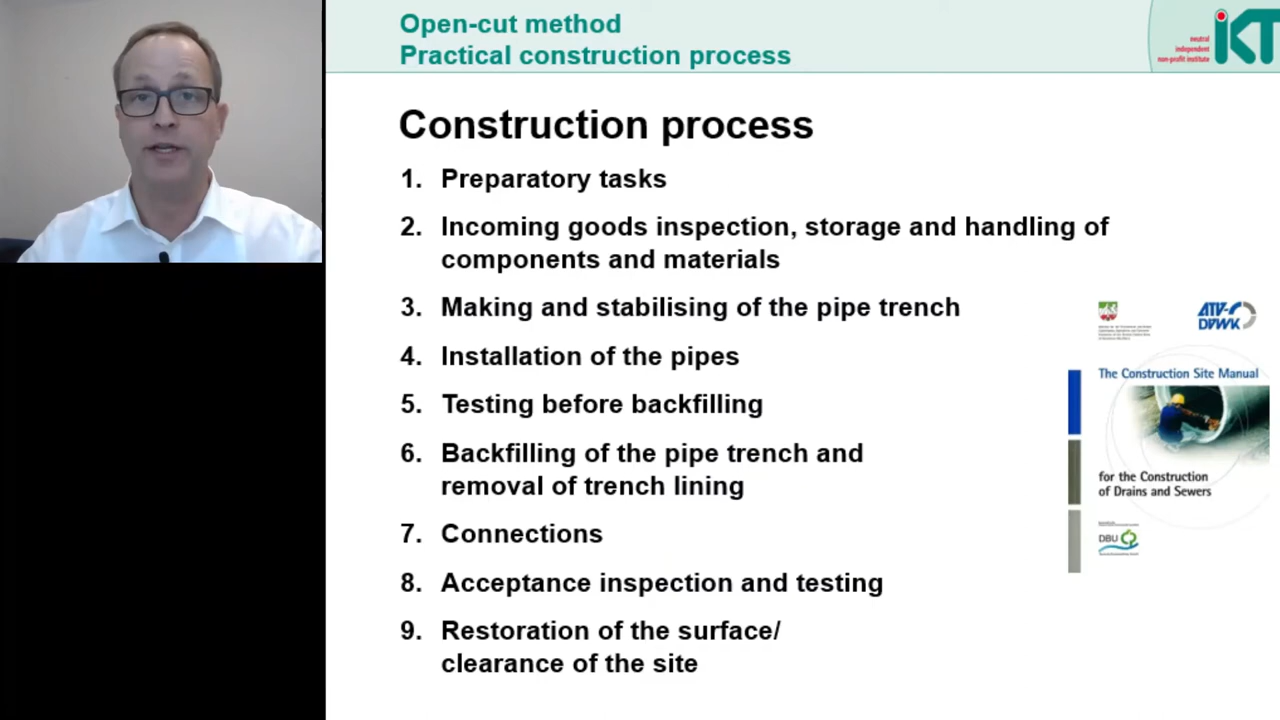 Open-cut method
Practical construction process
neutral
independent
non-profit institute
iKT
Construction process
1. Preparatory tasks
2. Incoming goods inspection, storage and handling of
components and materials
3. Making and stabilising of the pipe trench
4. Installation of the pipes
5. Testing before backfilling
6. Backfilling of the pipe trench and
removal of trench lining
7. Connections
8. Acceptance inspection and testing
9. Restoration of the surface/
clearance of the site
ATV-
DVWK
The Construction Site Manual
for the Construction
of Drains and Sewers
DBU